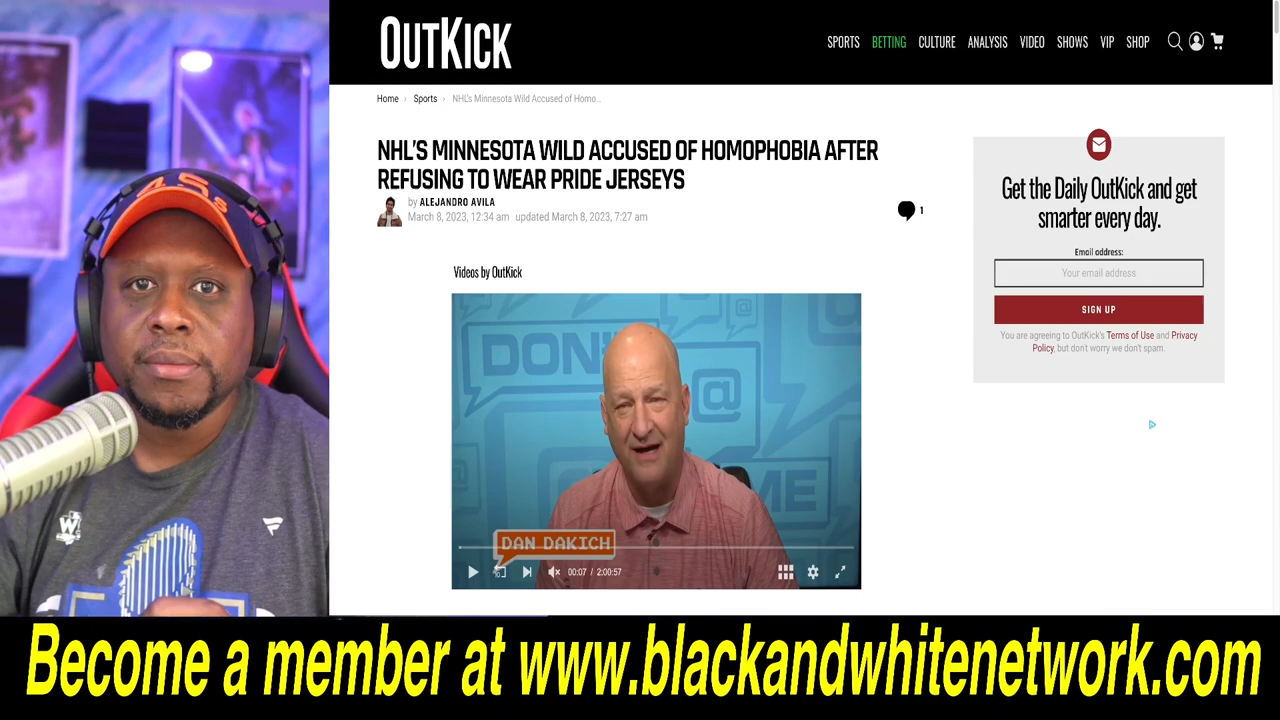 45s
W
OUTKICK
SPORTS BETTING CULTURE ANALYSIS VIDEO SHOWS VIP SHOP
Home › Sports › NHL's Minnesota Wild Accused of Homo...
NHL'S MINNESOTA WILD ACCUSED OF HOMOPHOBIA AFTER
REFUSING TO WEAR PRIDE JERSEYS
by ALEJANDRO AVILA
March 8, 2023, 12:34 am updated March 8, 2023, 7:27 am
1
Videos by OutKick
DON'
@
ME
DAN DAKICH
00:07 / 2:00:57
Get the Daily OutKick and get
smarter every day.
Email address:
Your email address
SIGN UP
You are agreeing to OutKick's Terms of Use and Privacy
Policy, but don't worry we don't spam.
Become a member at www.blackandwhitenetwork.com